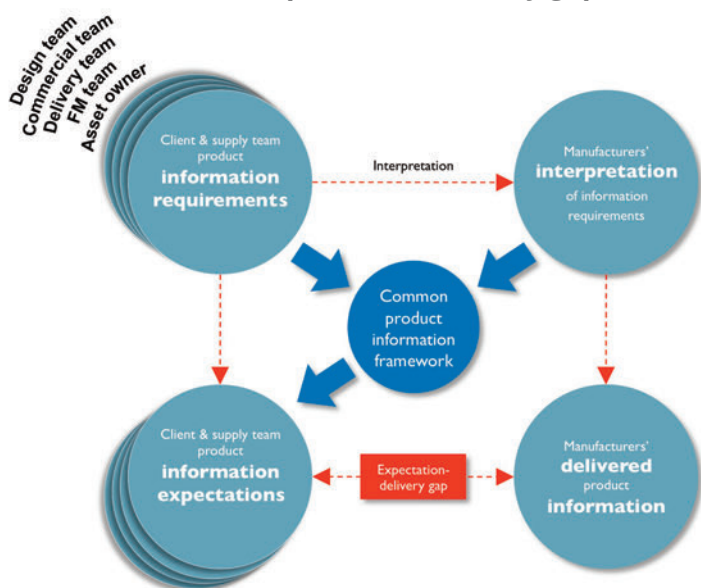 Design team
Commercial team
Delivery team
FM team
Asset owner
Client & supply team
product
information
requirements
Interpretation
Manufacturers'
interpretation
of information
requirements
Common
product
information
framework
Client & supply team
product
information
expectations
Expectation-
delivery gap
Manufacturers'
delivered
product
information